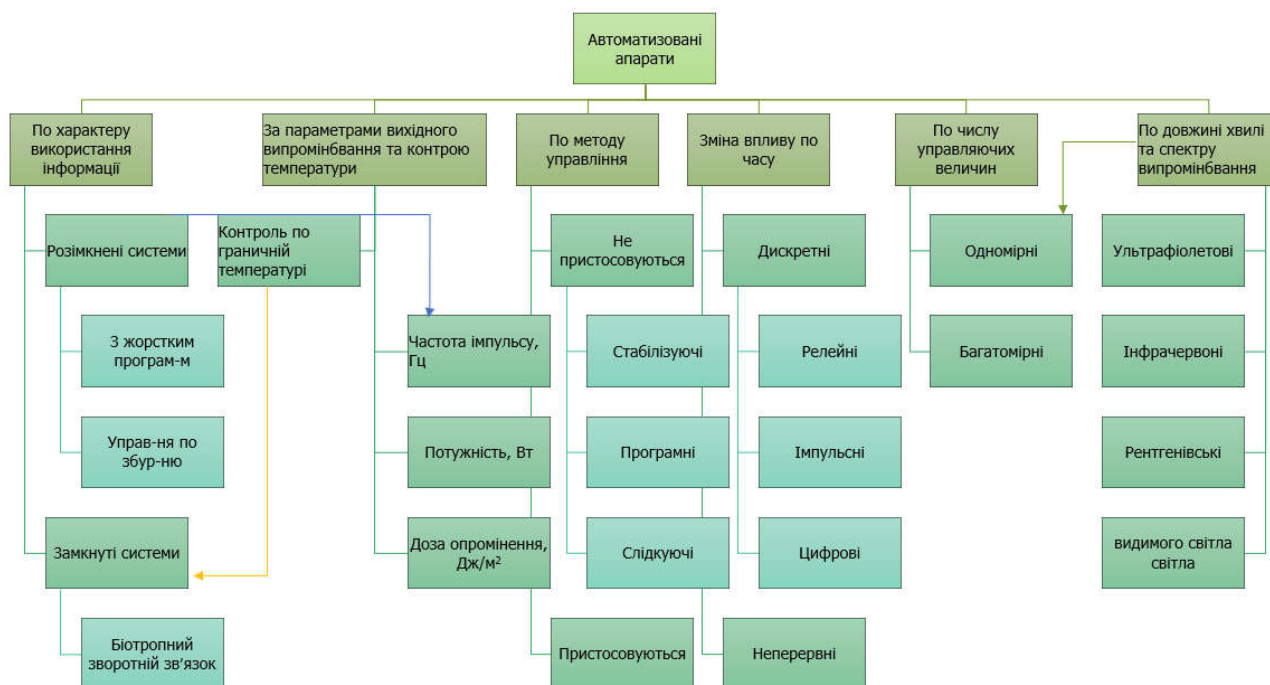 Автоматизовані
апарати
По характеру
використання
інформації
За параметрами вихідного
випромінбвання та контрою
температури
По методу
управління
Зміна впливу по
часу
По числу
управляючих
величин
По довжині хвилі
та спектру
випромінбвання
Розімкнені системи
Контроль по
граничній
температурі
Не
пристосовуються
Дискретні
Одномірні
Ультрафіолетові
З жорстким
програм-м
Частота імпульсу,
Гц
Стабілізуючі
Релейні
Багатомірні
Інфрачервоні
Управ-ня по
збур-ню
Потужність, Вт
Програмні
Імпульсні
Рентгенівські
Замкнуті системи
Доза опромінення,
Дж/м²
Слідкуючі
Цифрові
видимого світла
світла
Біотропний
зворотній зв’язок
Пристосовуються
Неперервні